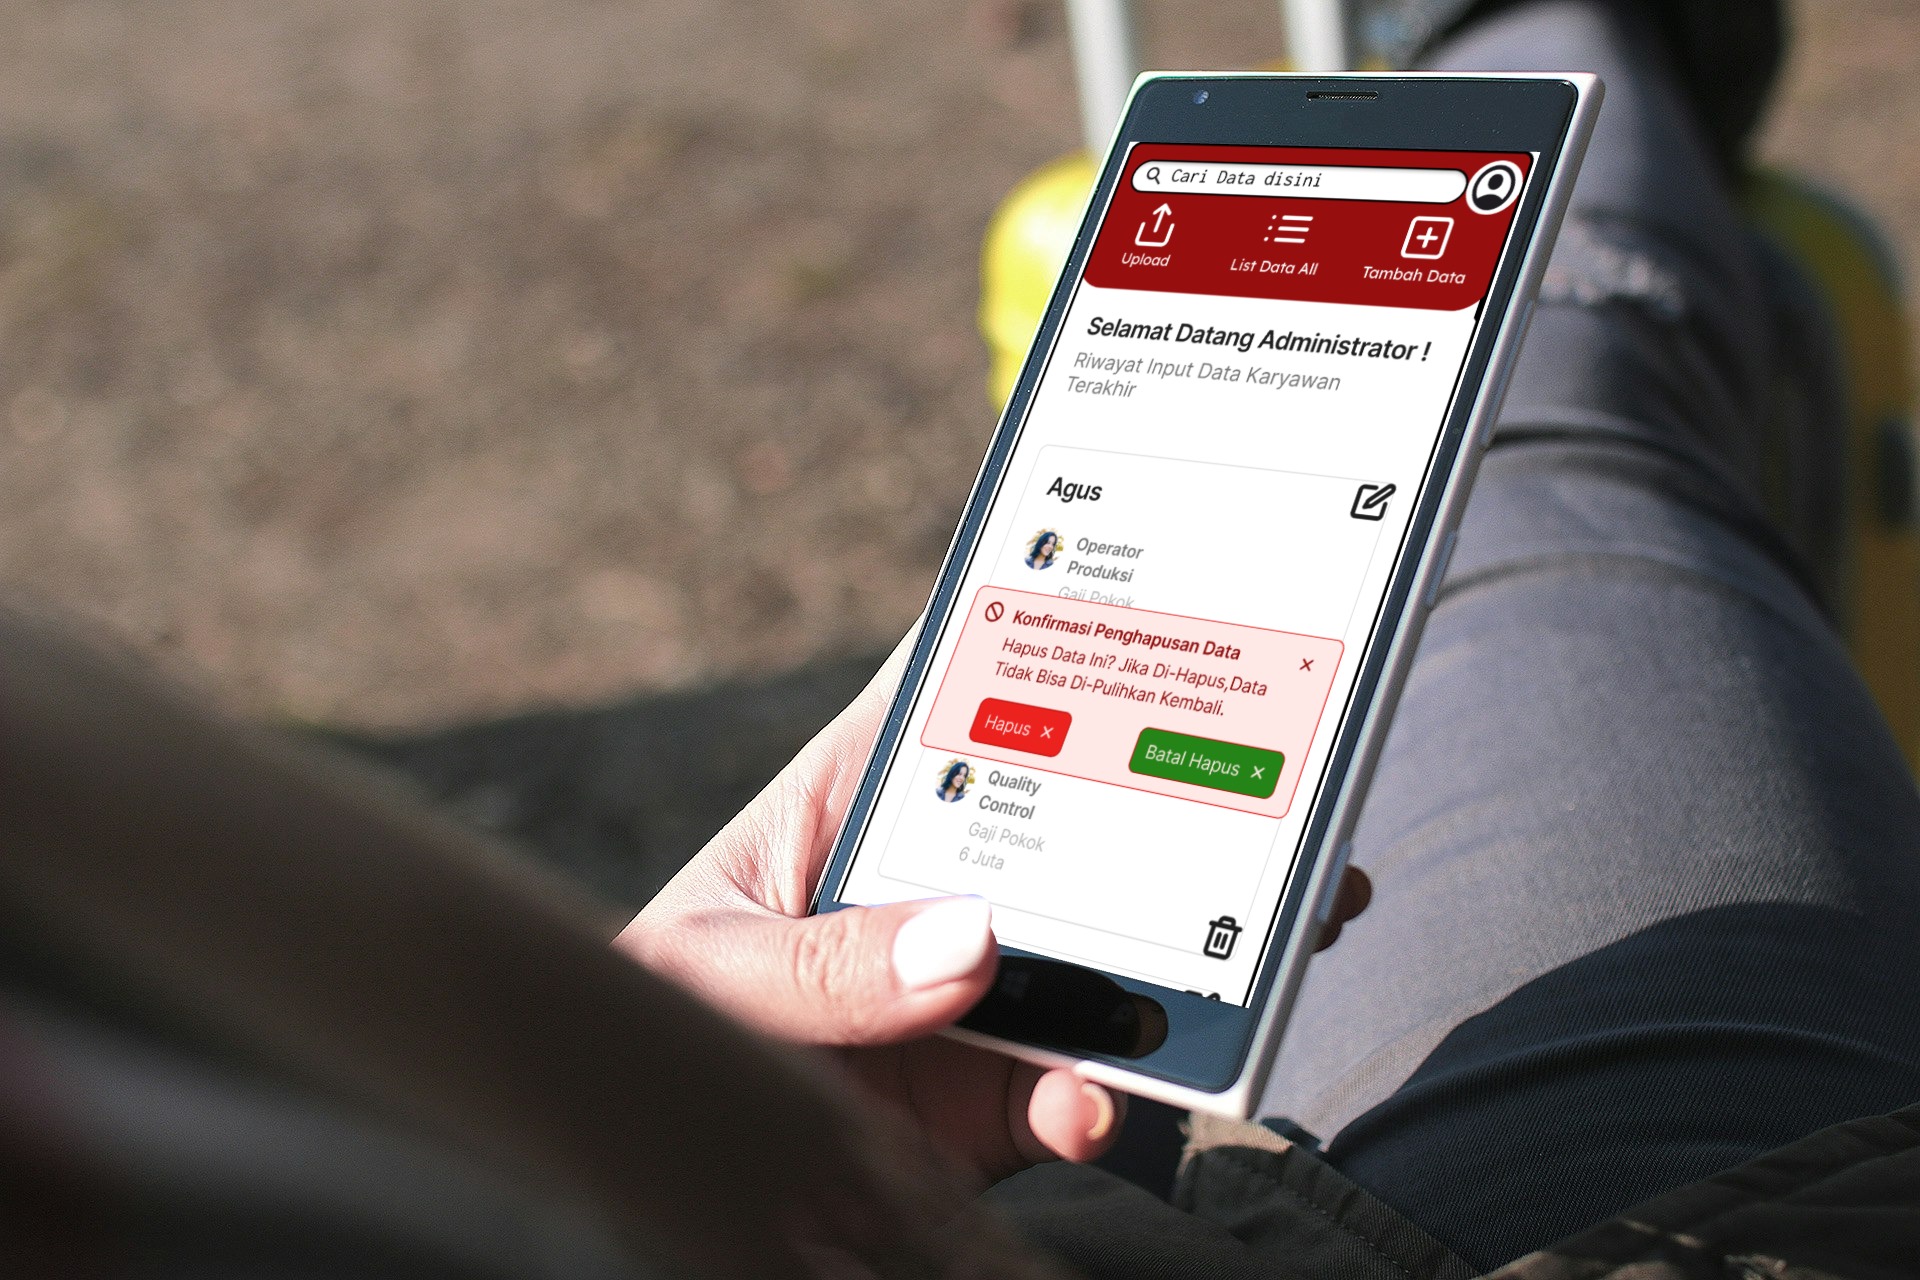 Cari Data disini
Upload
List Data All
Tambah Data
Selamat Datang Administrator !
Riwayat Input Data Karyawan
Terakhir
Agus
Operator
Produksi
Gaji Pokok
Konfirmasi Penghapusan Data
Hapus Data Ini? Jika Di-Hapus,Data
Tidak Bisa Di-Pulihkan Kembali.
Hapus
Batal Hapus
Quality
Control
Gaji Pokok
6 Juta